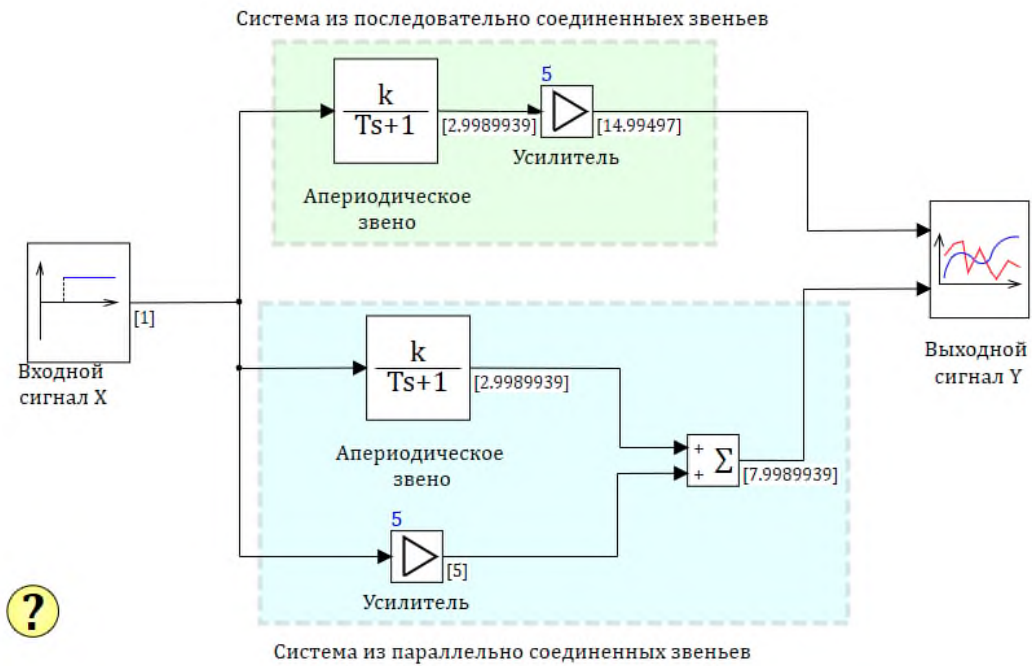 Система из последовательно соединенныех звеньев
5
k
Ts+1
[2.9989939]
[14.99497]
Усилитель
Апериодическое
звено
[1]
Входной
сигнал X
k
Ts+1
[2.9989939]
Апериодическое
звено
+
+
Σ
[7.9989939]
Выходной
сигнал Y
5
[5]
Усилитель
?
Система из параллельно соединенных звеньев